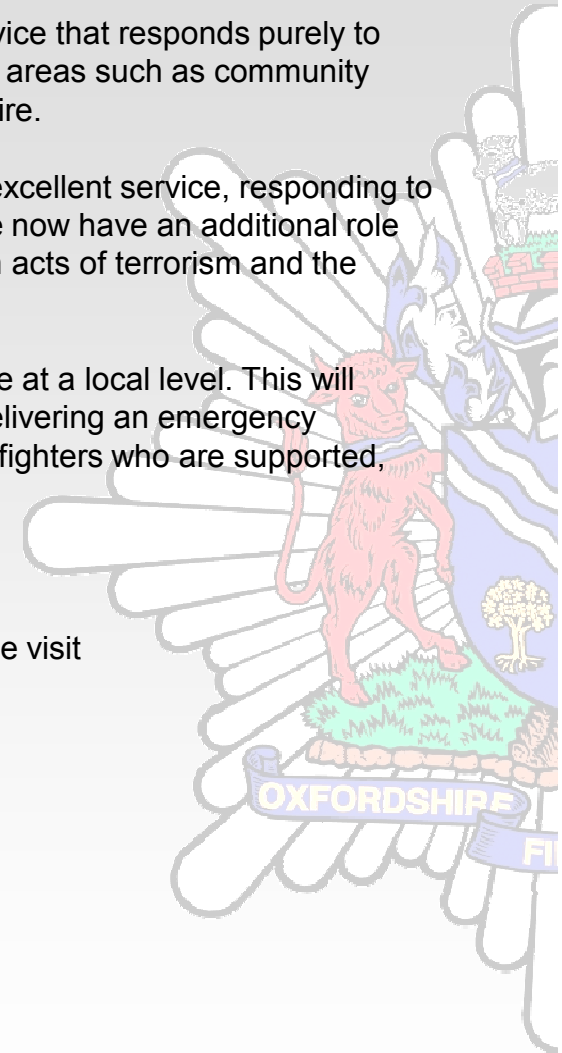 vice that responds purely to
areas such as community
ire.
excellent service, responding to
e now have an additional role
acts of terrorism and the
e at a local level. This will
elivering an emergency
fighters who are supported,
e visit
OXFORDSHIRE
FI